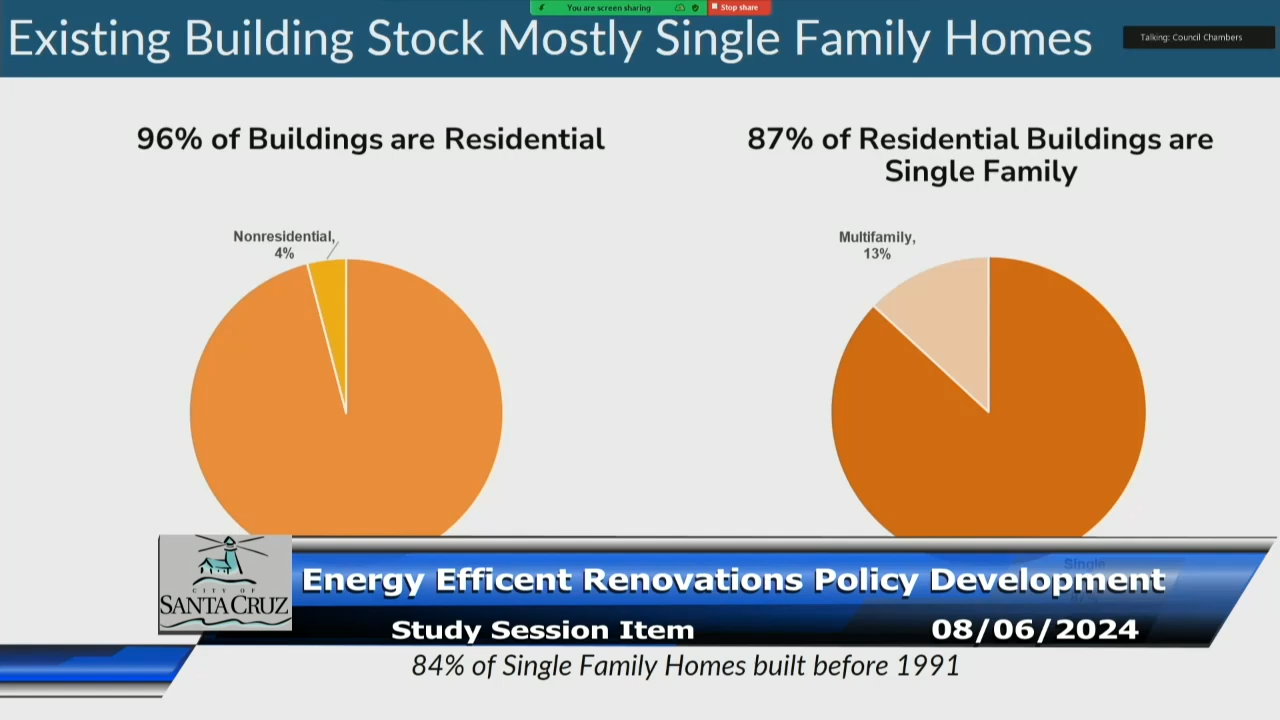 You are screen sharing
Stop share
Existing Building Stock Mostly Single Family Homes
Talking: Council Chambers
96% of Buildings are Residential
87% of Residential Buildings are
Single Family
Nonresidential,
4%
Multifamily,
13%
Single
CITY OF
SANTA CRUZ
Energy Efficent Renovations Policy Development
Study Session Item
08/06/2024
84% of Single Family Homes built before 1991